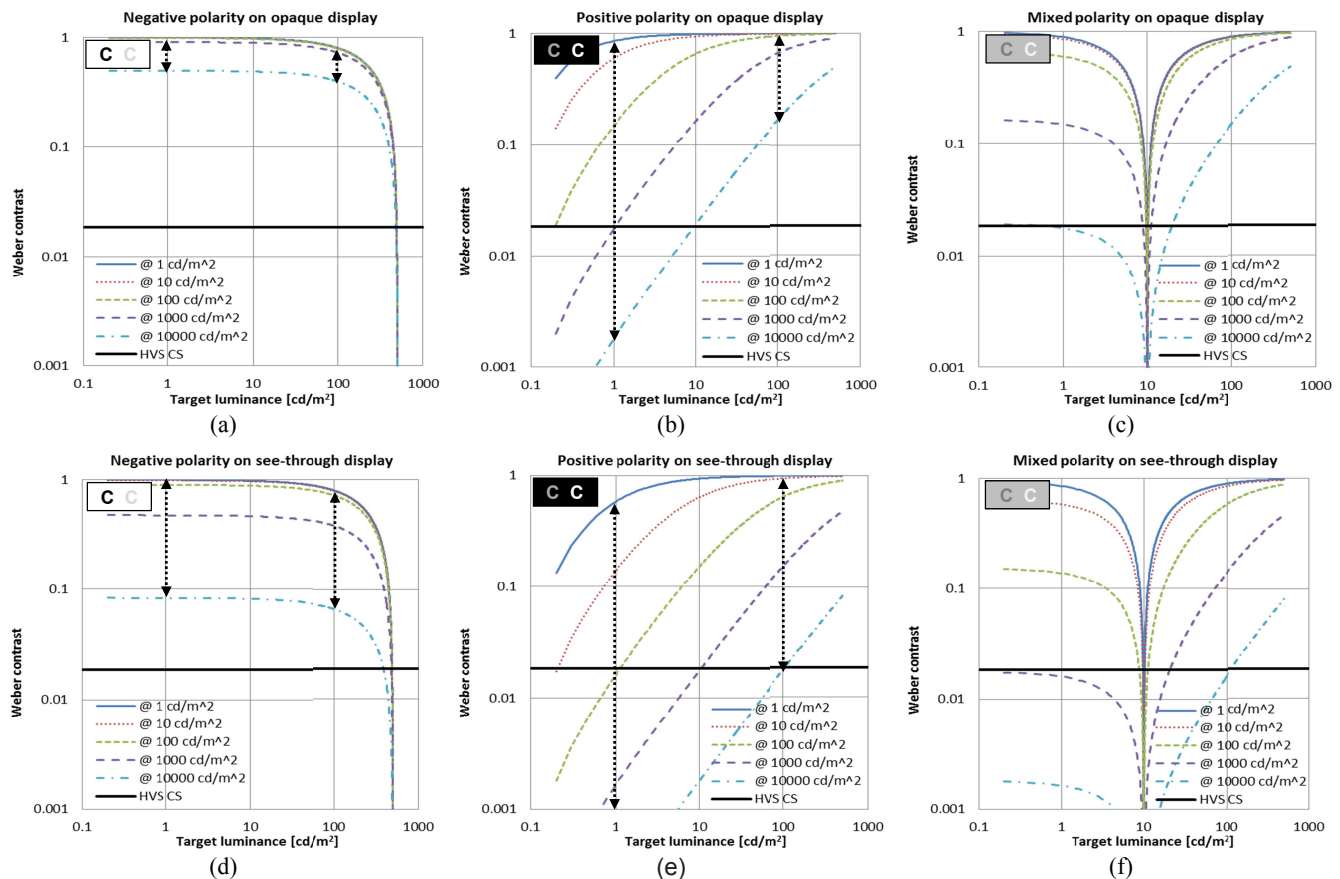 Negative polarity on opaque display
C C
Weber contrast
1
0.1
0.01
0.001
@ 1 cd/m^2
@ 10 cd/m^2
@ 100 cd/m^2
@ 1000 cd/m^2
@ 10000 cd/m^2
HVS CS
0.1 1 10 100 1000
Target luminance [cd/m²]
(a)
Positive polarity on opaque display
C C
Weber contrast
1
0.1
0.01
0.001
@ 1 cd/m^2
@ 10 cd/m^2
@ 100 cd/m^2
@ 1000 cd/m^2
@ 10000 cd/m^2
HVS CS
0.1 1 10 100 1000
Target luminance [cd/m²]
(b)
Mixed polarity on opaque display
C C
Weber contrast
1
0.1
0.01
0.001
@ 1 cd/m^2
@ 10 cd/m^2
@ 100 cd/m^2
@ 1000 cd/m^2
@ 10000 cd/m^2
HVS CS
0.1 1 10 100 1000
Target luminance [cd/m²]
(c)
Negative polarity on see-through display
C C
Weber contrast
1
0.1
0.01
0.001
@ 1 cd/m^2
@ 10 cd/m^2
@ 100 cd/m^2
@ 1000 cd/m^2
@ 10000 cd/m^2
HVS CS
0.1 1 10 100 1000
Target luminance [cd/m²]
(d)
Positive polarity on see-through display
C C
Weber contrast
1
0.1
0.01
0.001
@ 1 cd/m^2
@ 10 cd/m^2
@ 100 cd/m^2
@ 1000 cd/m^2
@ 10000 cd/m^2
HVS CS
0.1 1 10 100 1000
Target luminance [cd/m²]
(e)
Mixed polarity on see-through display
C C
Weber contrast
1
0.1
0.01
0.001
@ 1 cd/m^2
@ 10 cd/m^2
@ 100 cd/m^2
@ 1000 cd/m^2
@ 10000 cd/m^2
HVS CS
0.1 1 10 100 1000
Target luminance [cd/m²]
(f)